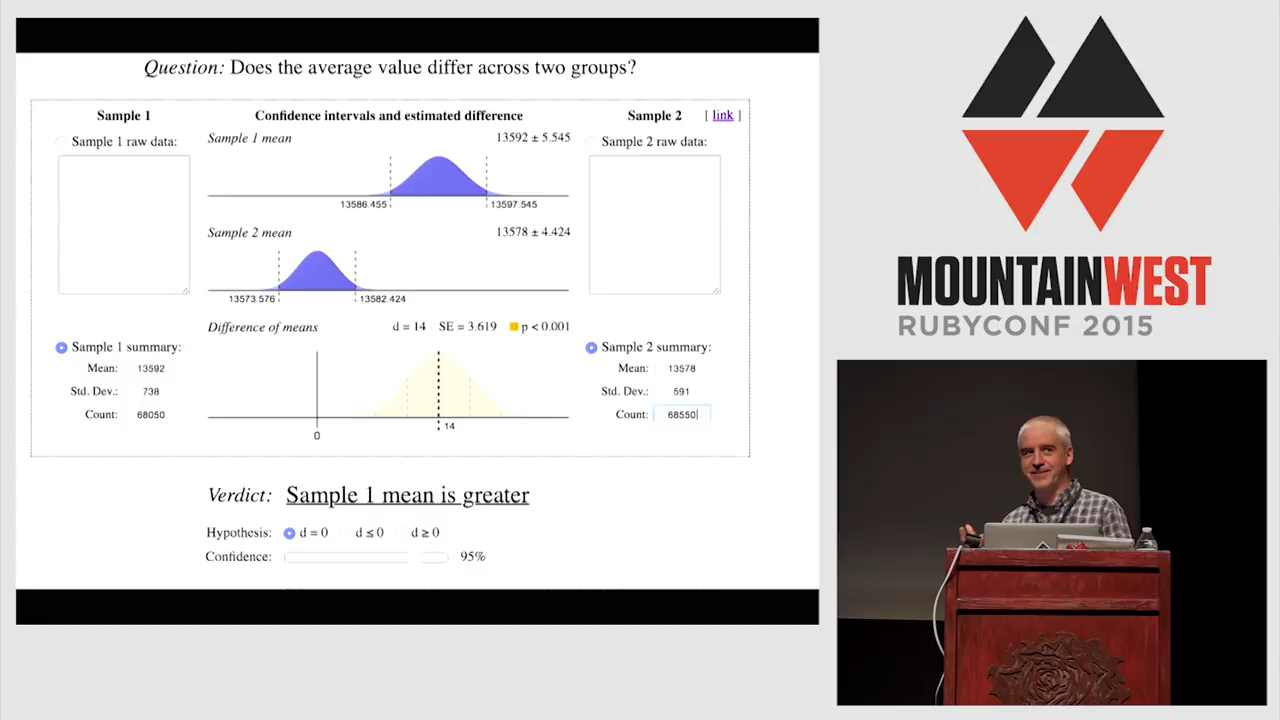 Question: Does the average value differ across two groups?
Sample 1
Confidence intervals and estimated difference
Sample 2 [ link ]
Sample 1 raw data:
Sample 1 mean 13592 ± 5.545
Sample 2 raw data:
13586.455 13597.545
Sample 2 mean 13578 ± 4.424
13573.576 13582.424
Difference of means d = 14 SE = 3.619 p < 0.001
0 14
Sample 1 summary:
Mean: 13592
Std. Dev.: 738
Count: 68050
Sample 2 summary:
Mean: 13578
Std. Dev.: 591
Count: 68550
Verdict: Sample 1 mean is greater
Hypothesis: d = 0 d ≤ 0 d ≥ 0
Confidence: 95%
MOUNTAINWEST
RUBYCONF 2015